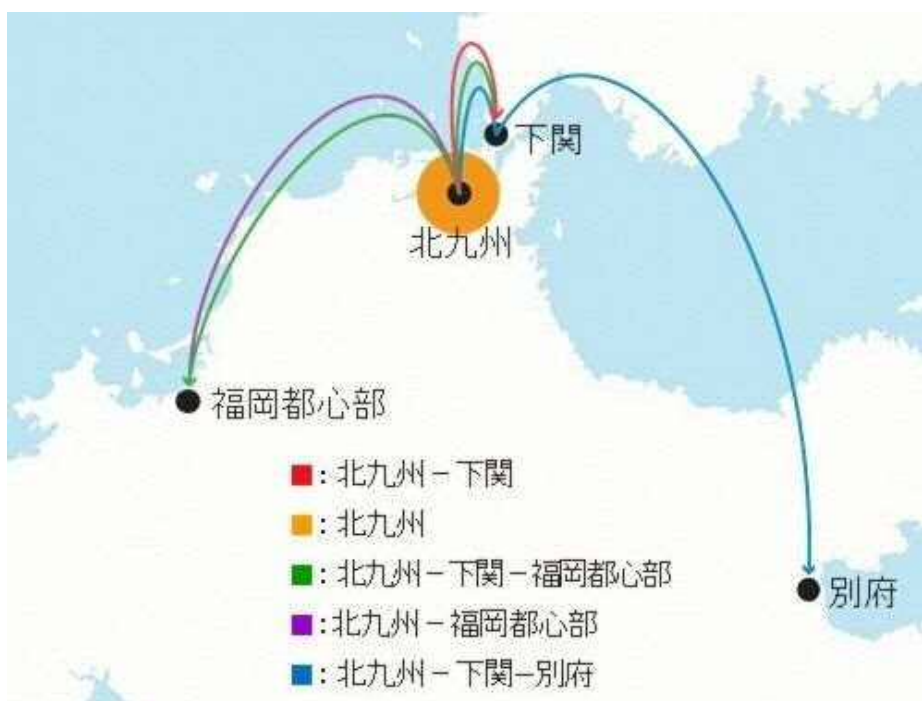 下関
北九州
福岡都心部
■：北九州－下関
■：北九州
■：北九州－下関－福岡都心部
■：北九州－福岡都心部
■：北九州－下関－別府
別府